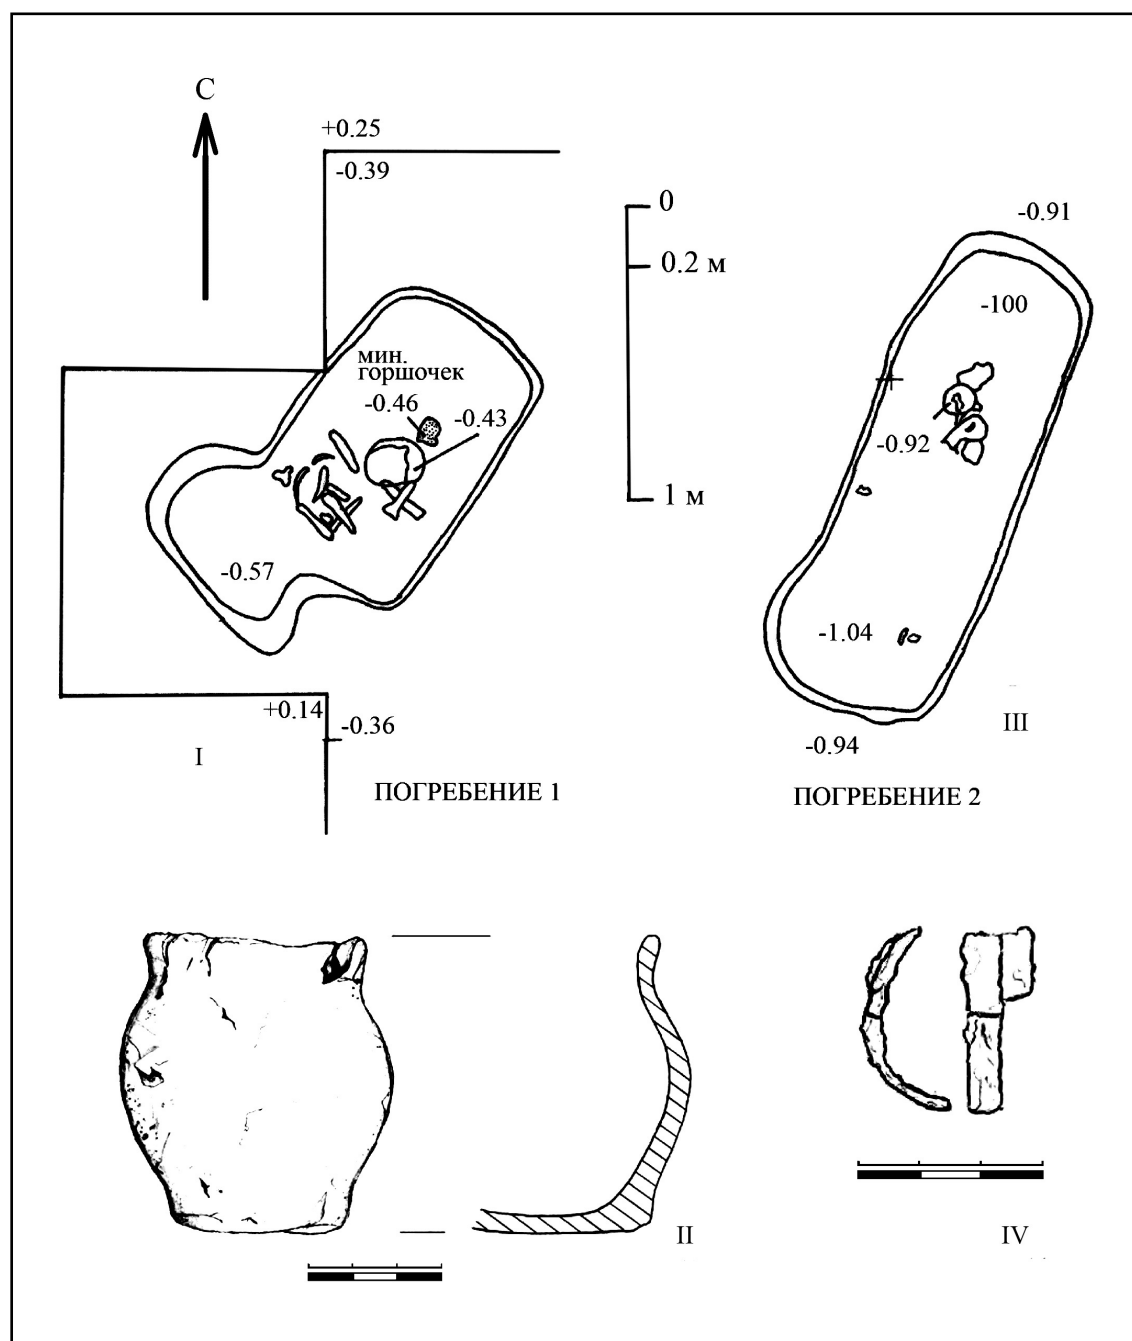 С
+0.25
-0.39
0
0.2 м
1 м
-0.91
-100
мин.
горшочек
-0.46
-0.43
-0.92
-0.57
-1.04
+0.14
-0.36
-0.94
I
III
ПОГРЕБЕНИЕ 1
ПОГРЕБЕНИЕ 2
II
IV